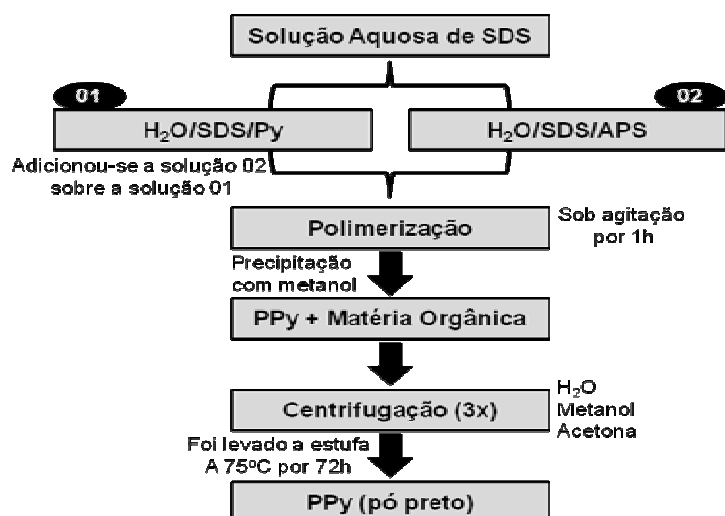 Solução Aquosa de SDS
01
02
H₂O/SDS/Py
H₂O/SDS/APS
Adicionou-se a solução 02
sobre a solução 01
Polimerização
Sob agitação
por 1h
Precipitação
com metanol
PPy + Matéria Orgânica
Centrifugação (3x)
H₂O
Metanol
Acetona
Foi levado a estufa
A 75ºC por 72h
PPy (pó preto)